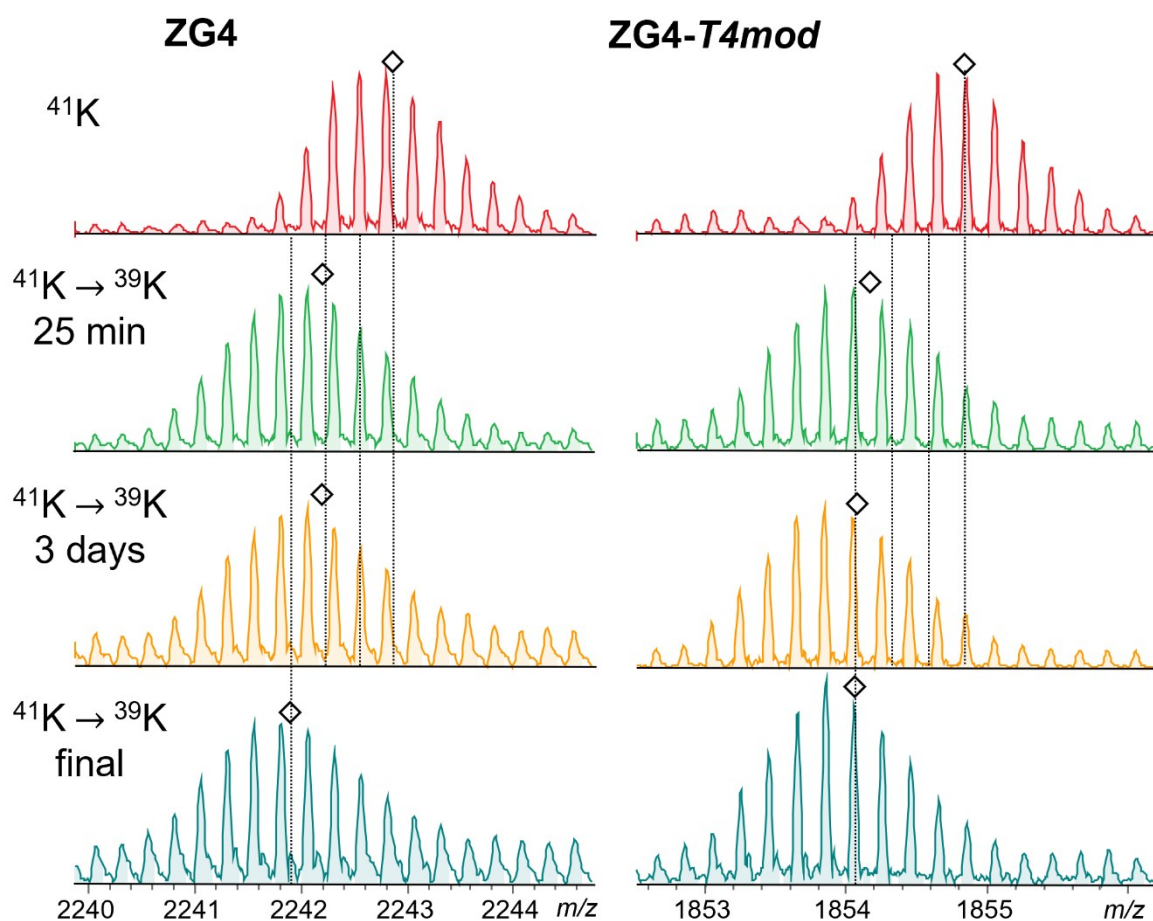 ZG4
ZG4-T4mod
⁴¹K
⁴¹K → ³⁹K
25 min
⁴¹K → ³⁹K
3 days
⁴¹K → ³⁹K
final
2240 2241 2242 2243 2244 m/z
1853 1854 1855 m/z